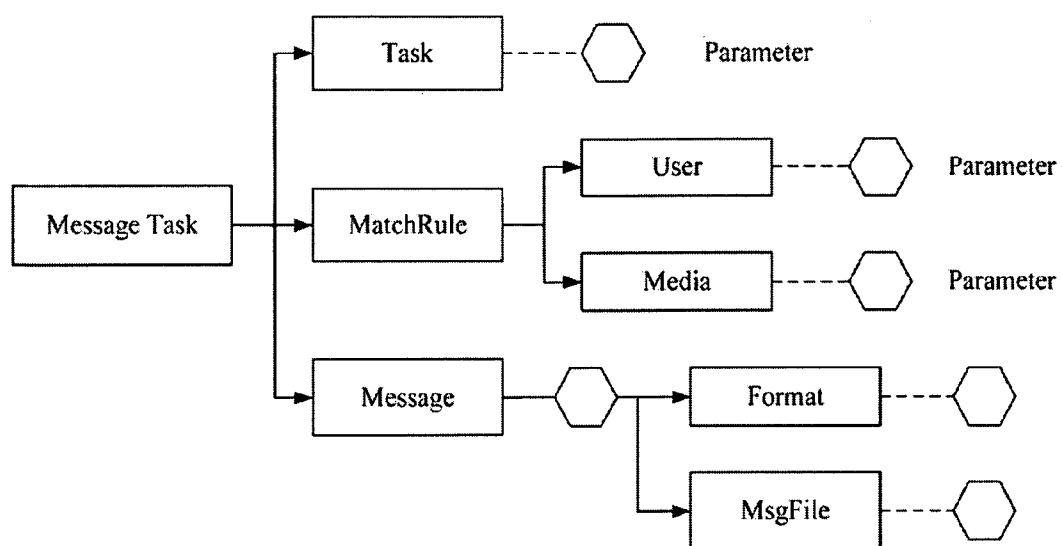 Task
Parameter
User
Parameter
Message Task
MatchRule
Media
Parameter
Message
Format
MsgFile